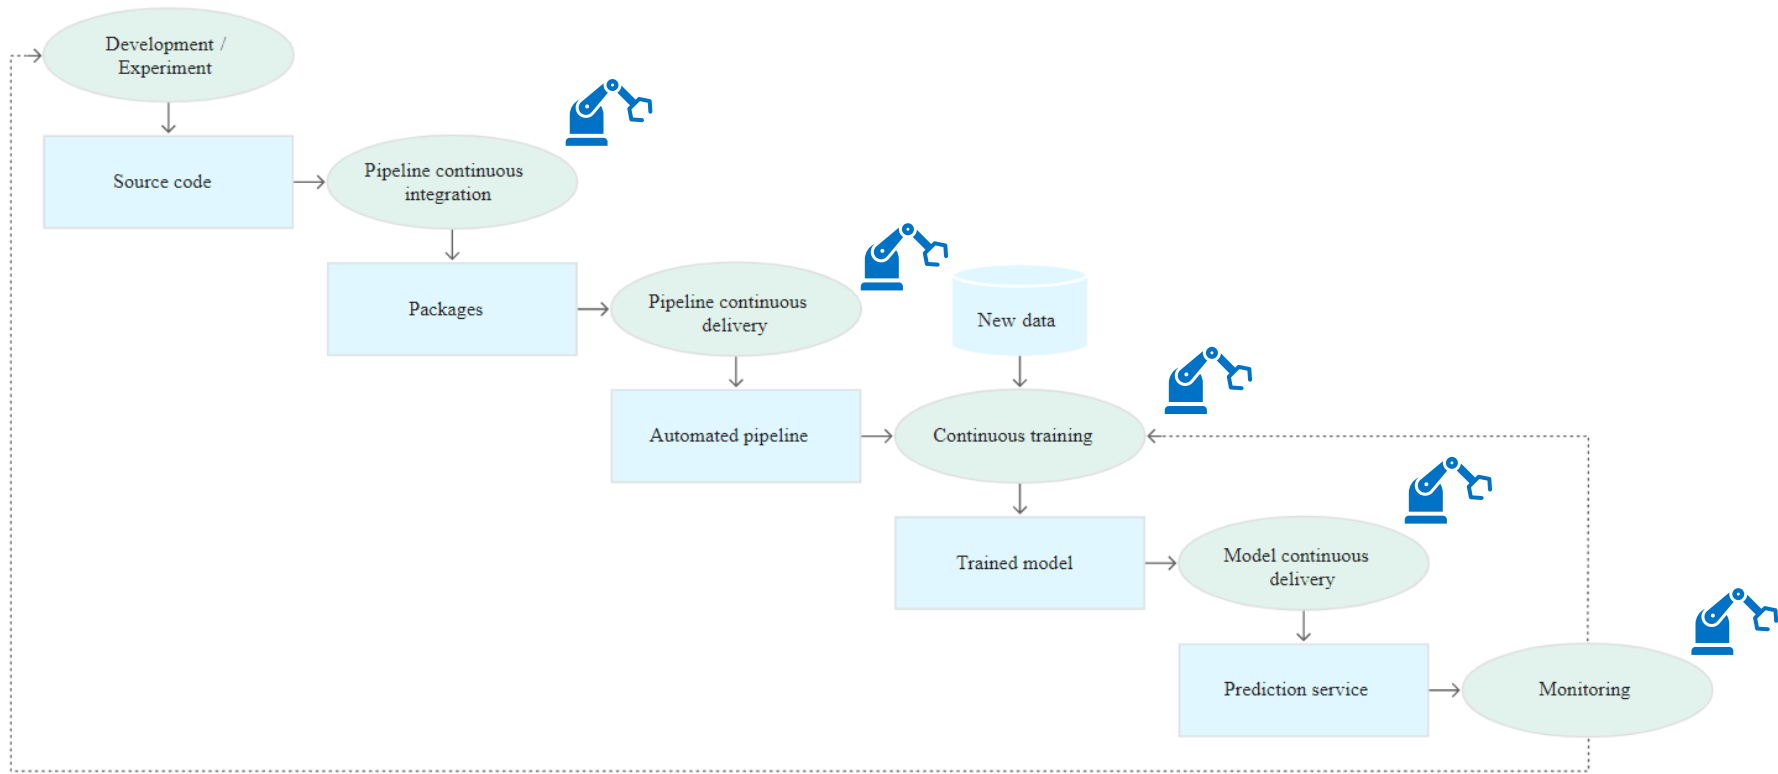 Development /
Experiment
Source code
Pipeline continuous
integration
Packages
Pipeline continuous
delivery
New data
Automated pipeline
Continuous training
Trained model
Model continuous
delivery
Prediction service
Monitoring